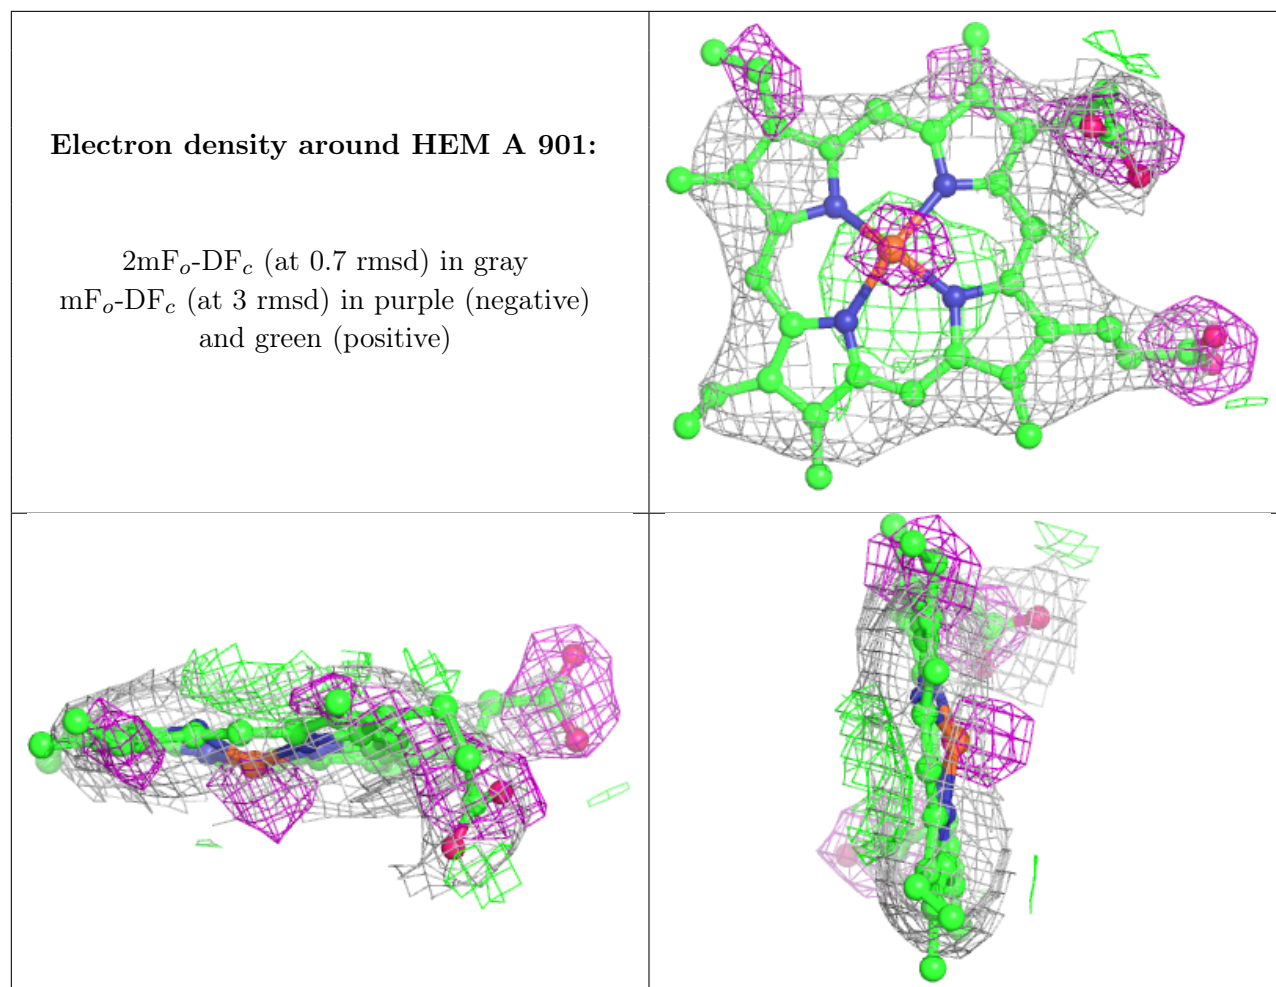 Electron density around HEM A 901:
2mFo-DFc (at 0.7 rmsd) in gray
mFo-DFc (at 3 rmsd) in purple (negative)
and green (positive)